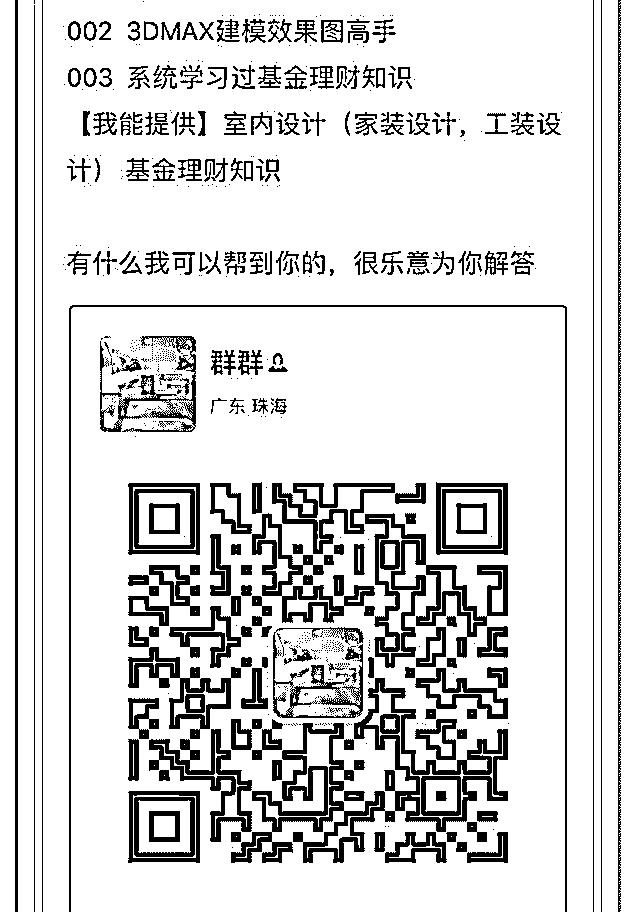 002 3DMAX建模效果图高手
003 系统学习过基金理财知识
【我能提供】室内设计（家装设计，工装设
计） 基金理财知识
有什么我可以帮到你的，很乐意为你解答
群群
广东 珠海